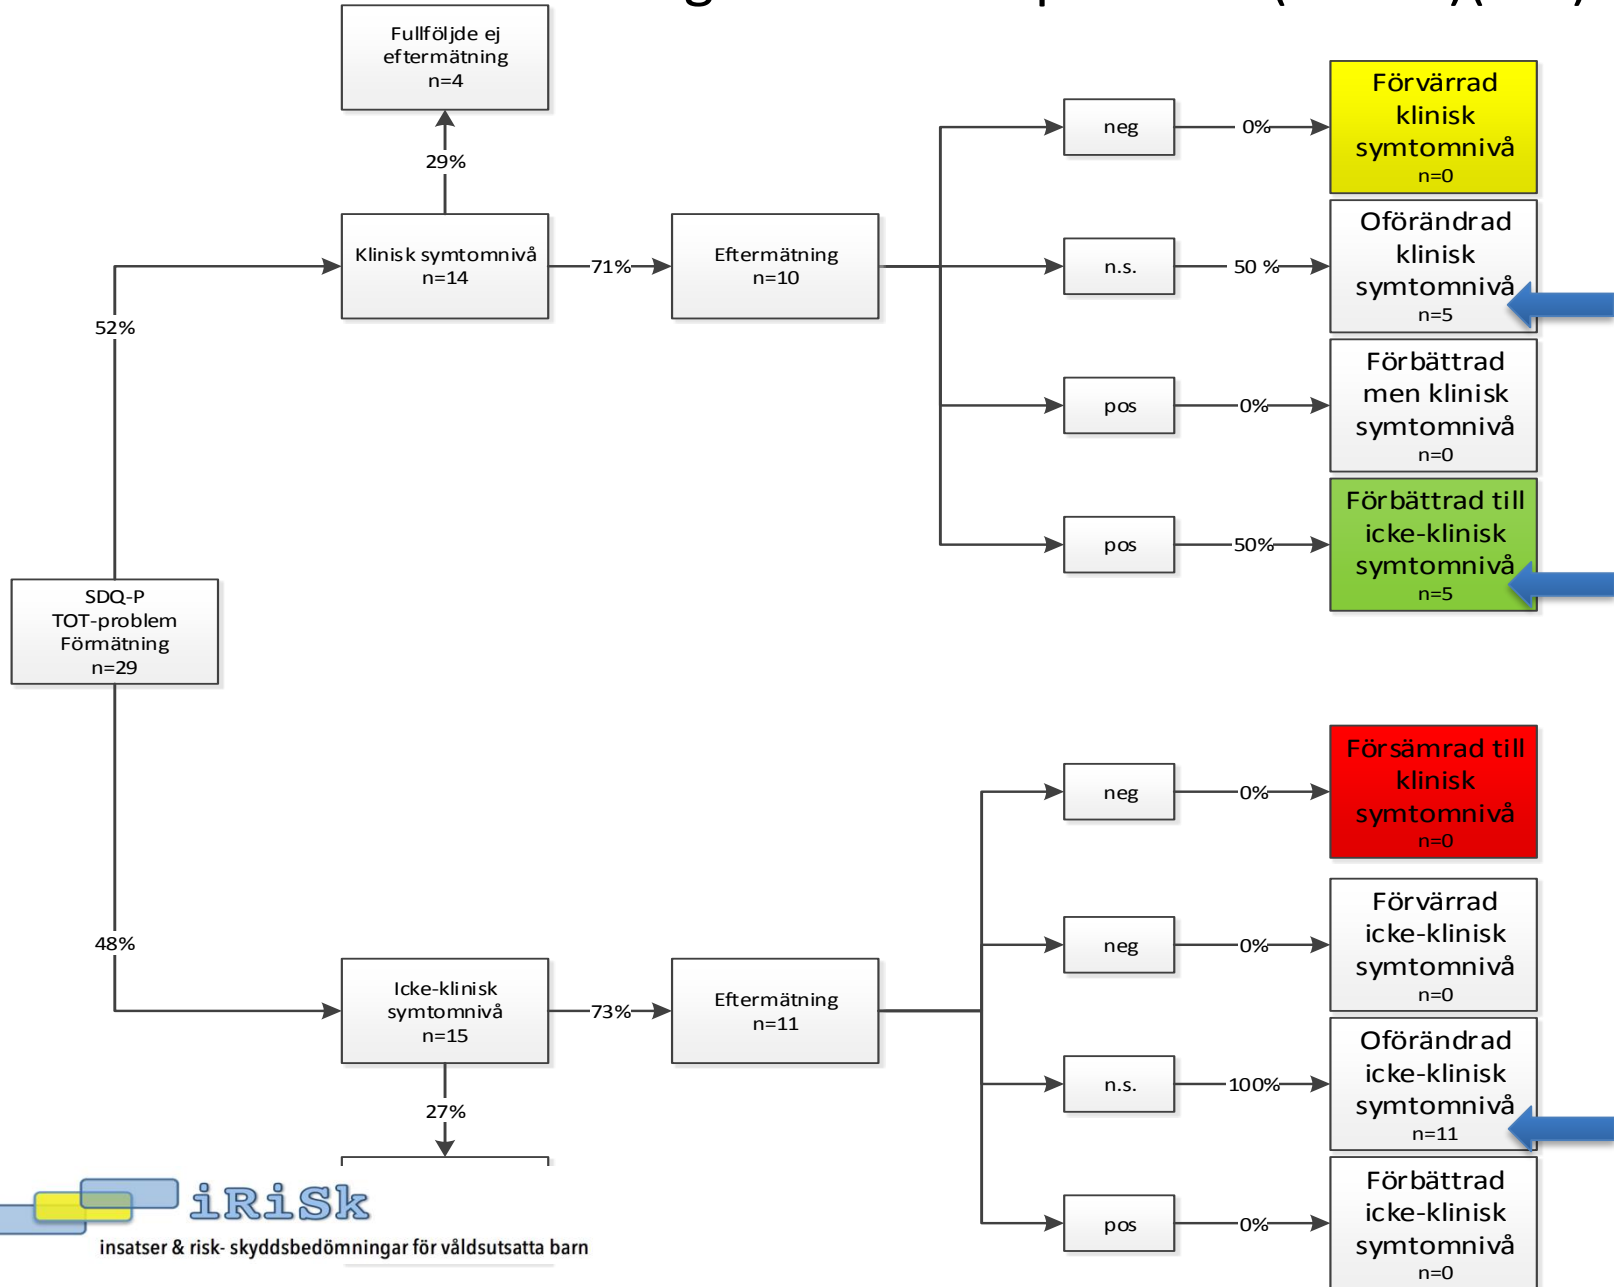 Fullföljde ej
eftermätning
n=4
29%
Klinisk symtomnivå
n=14
71%
Eftermätning
n=10
neg
0%
Förvärrad
klinisk
symtomnivå
n=0
n.s.
50 %
Oförändrad
klinisk
symtomnivå
n=5
pos
0%
Förbättrad
men klinisk
symtomnivå
n=0
pos
50%
Förbättrad till
icke-klinisk
symtomnivå
n=5
52%
SDQ-P
TOT-problem
Förmätning
n=29
48%
Icke-klinisk
symtomnivå
n=15
73%
Eftermätning
n=11
27%
neg
0%
Försämrad till
klinisk
symtomnivå
n=0
neg
0%
Förvärrad
icke-klinisk
symtomnivå
n=0
n.s.
100%
Oförändrad
icke-klinisk
symtomnivå
n=11
pos
0%
Förbättrad
icke-klinisk
symtomnivå
n=0
iRiSk
insatser & risk- skyddsbedömningar för våldsutsatta barn